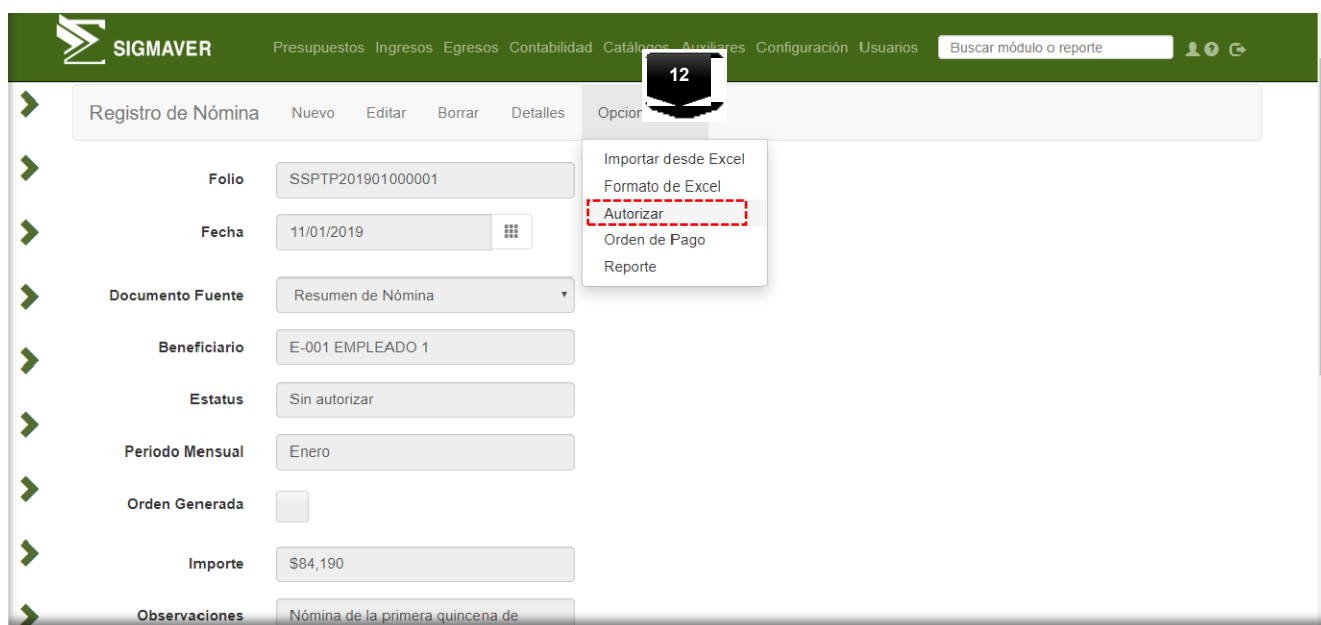 SIGMAVER Presupuestos Ingresos Egresos Contabilidad Catálogos Auxiliares Configuración Usuarios Buscar módulo o reporte
12
Registro de Nómina Nuevo Editar Borrar Detalles Opcion
Importar desde Excel
Formato de Excel
Autorizar
Orden de Pago
Reporte
Folio SSPTP201901000001
Fecha 11/01/2019
Documento Fuente Resumen de Nómina
Beneficiario E-001 EMPLEADO 1
Estatus Sin autorizar
Periodo Mensual Enero
Orden Generada
Importe $84,190
Observaciones Nómina de la primera quincena de